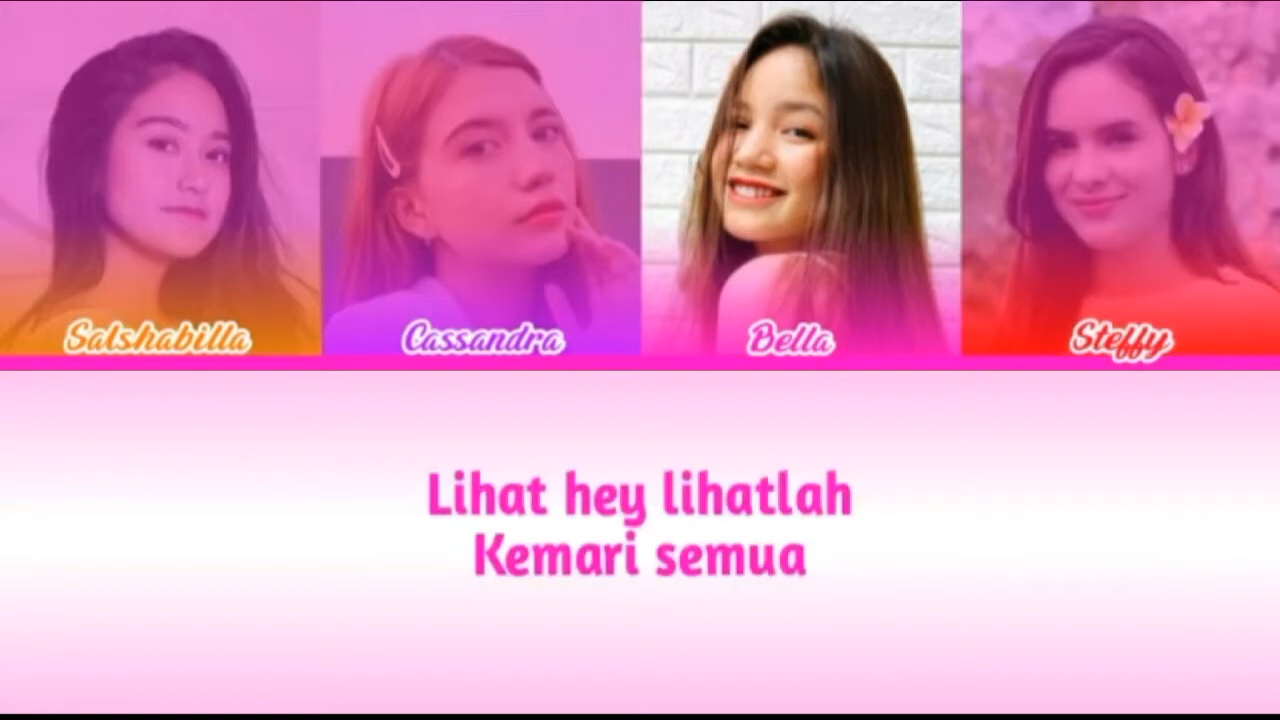 Salshabilla
Cassandra
Bella
Steffy
Lihat hey lihatlah
Kemari semua